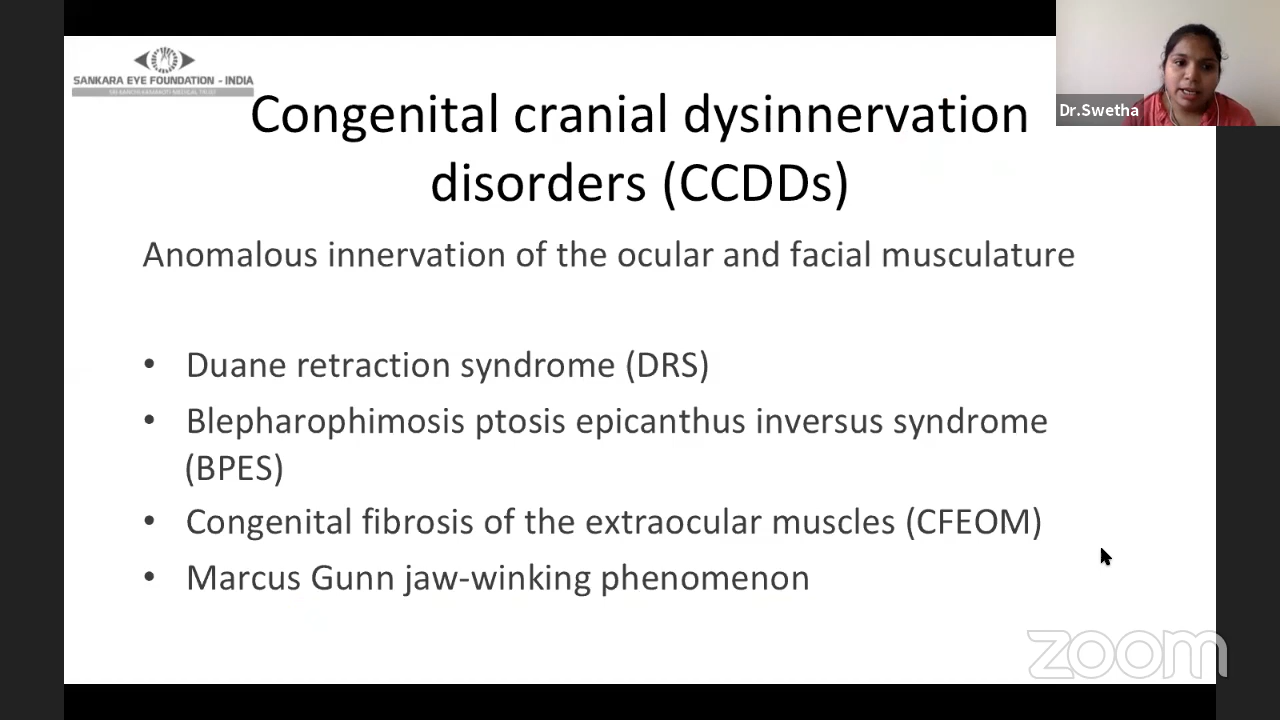 SANKARA EYE FOUNDATION - INDIA
Congenital cranial dysinnervation
disorders (CCDDs)
Dr.Swetha
Anomalous innervation of the ocular and facial musculature
• Duane retraction syndrome (DRS)
• Blepharophimosis ptosis epicanthus inversus syndrome
(BPES)
• Congenital fibrosis of the extraocular muscles (CFEOM)
• Marcus Gunn jaw-winking phenomenon
zoom